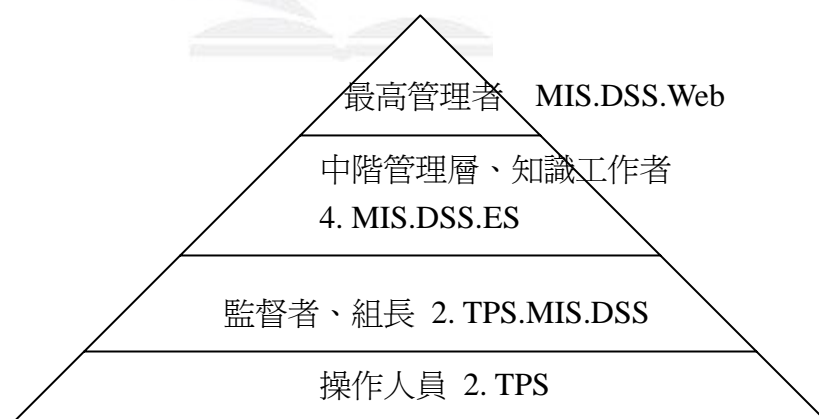 最高管理者 MIS.DSS.Web
中階管理層、知識工作者
4. MIS.DSS.ES
監督者、組長 2. TPS.MIS.DSS
操作人員 2. TPS